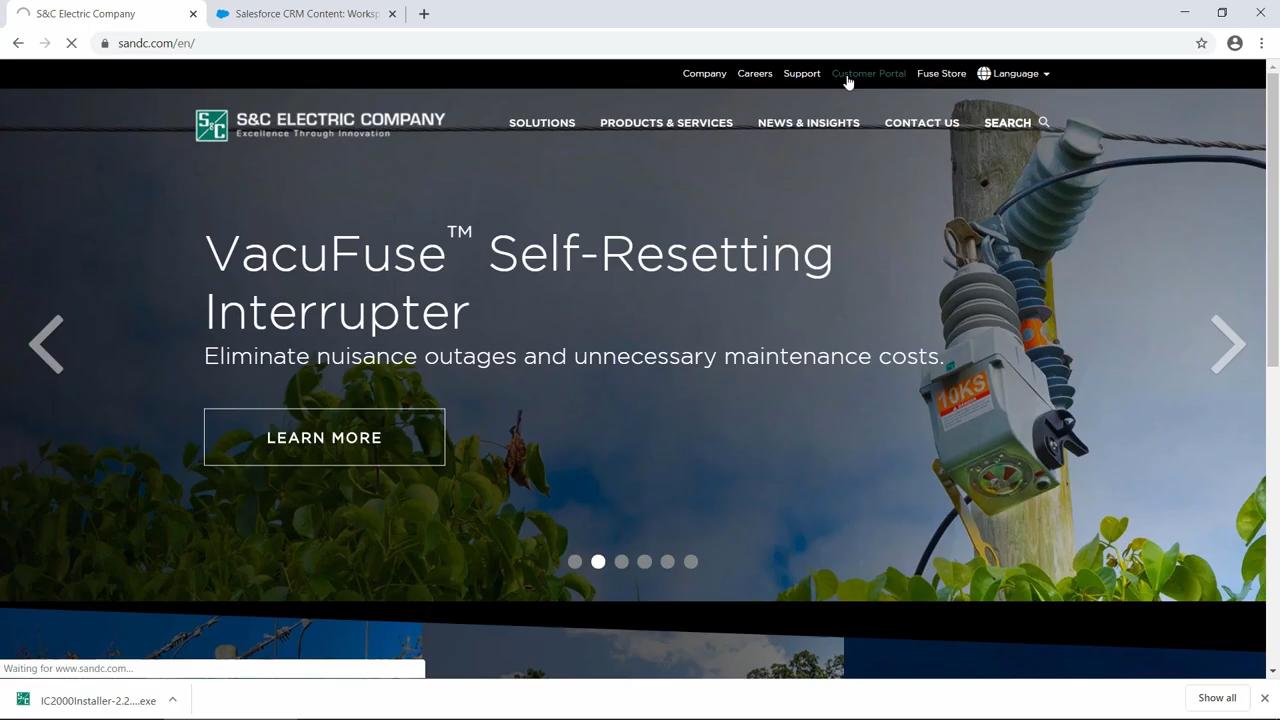 S&C Electric Company
Salesforce CRM Content: Worksp
sandc.com/en/
Company Careers Support Customer Portal Fuse Store Language
S&C ELECTRIC COMPANY
Excellence Through Innovation
SOLUTIONS PRODUCTS & SERVICES NEWS & INSIGHTS CONTACT US SEARCH
VacuFuse™ Self-Resetting
Interrupter
Eliminate nuisance outages and unnecessary maintenance costs.
LEARN MORE
10KS
Waiting for www.sandc.com...
IC2000Installer-2.2....exe
Show all